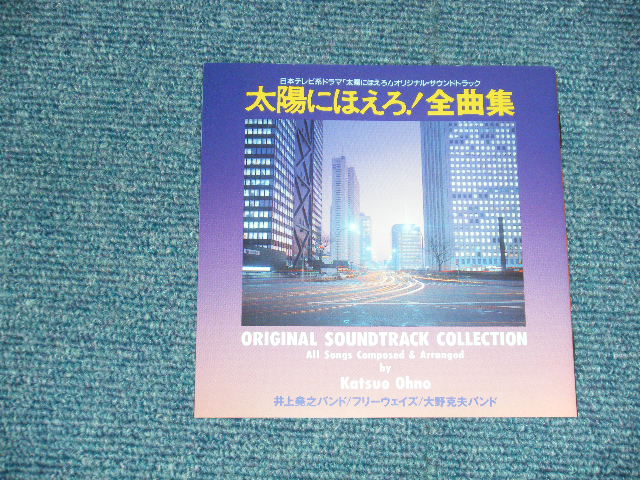 日本テレビ系ドラマ「太陽にほえろ!」オリジナル・サウンドトラック
太陽にほえろ!全曲集
ORIGINAL SOUNDTRACK COLLECTION
All Songs Composed & Arranged
by
Katsuo Ohno
井上堯之バンド/フリーウェイズ/大野克夫バンド